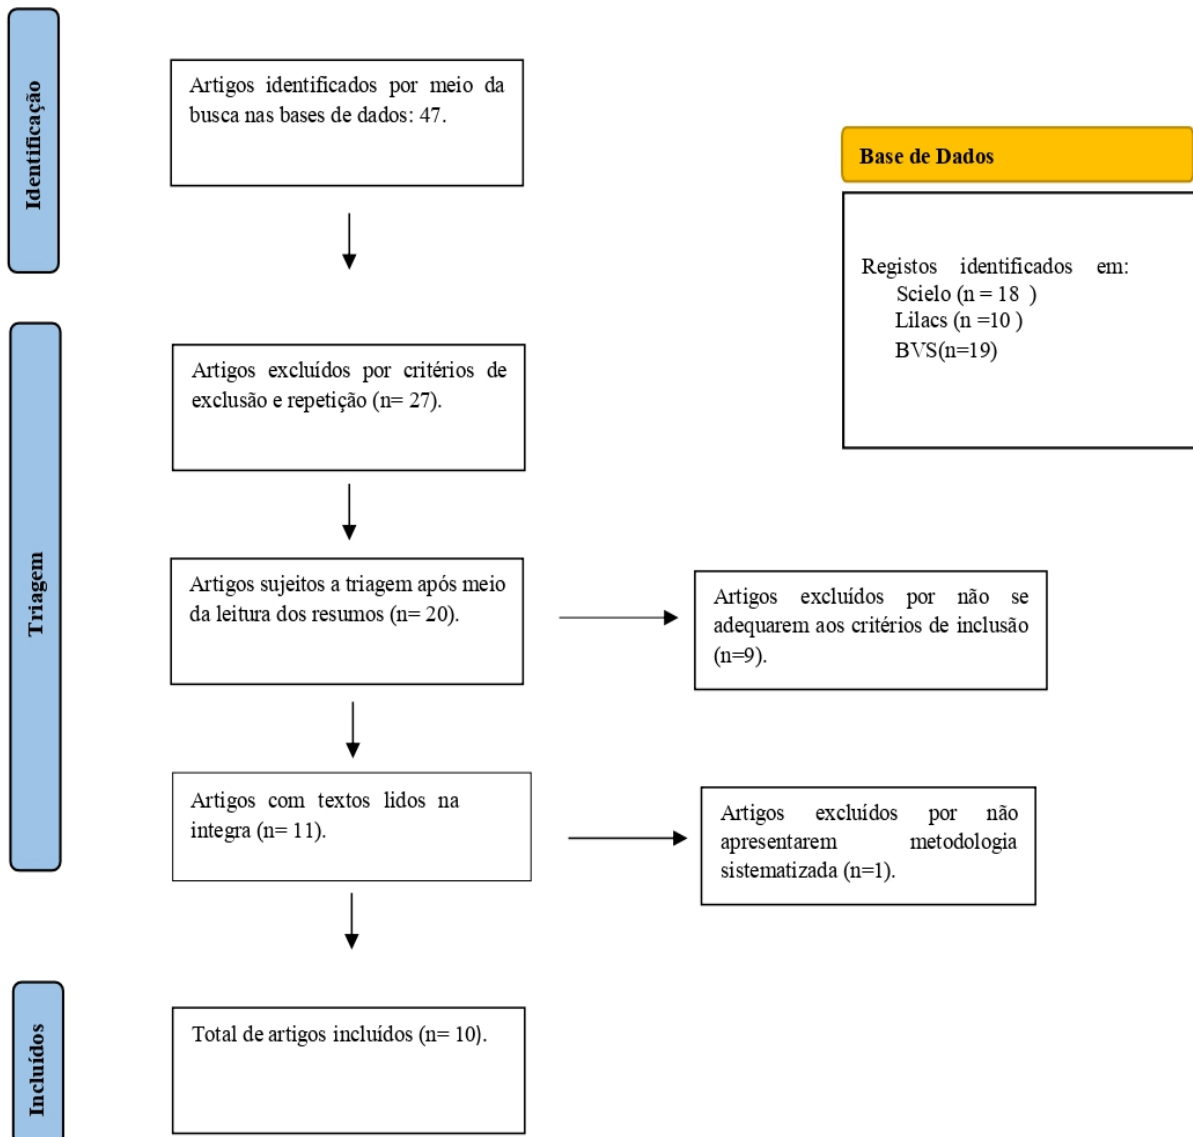 Identificação
Artigos identificados por meio da
busca nas bases de dados: 47.
Base de Dados
Registos identificados em:
Scielo (n = 18 )
Lilacs (n =10 )
BVS(n=19)
Triagem
Artigos excluídos por critérios de
exclusão e repetição (n= 27).
Artigos sujeitos a triagem após meio
da leitura dos resumos (n= 20).
Artigos excluídos por não se
adequarem aos critérios de inclusão
(n=9).
Artigos com textos lidos na
integra (n= 11).
Artigos excluídos por não
apresentarem metodologia
sistematizada (n=1).
Incluídos
Total de artigos incluídos (n= 10).